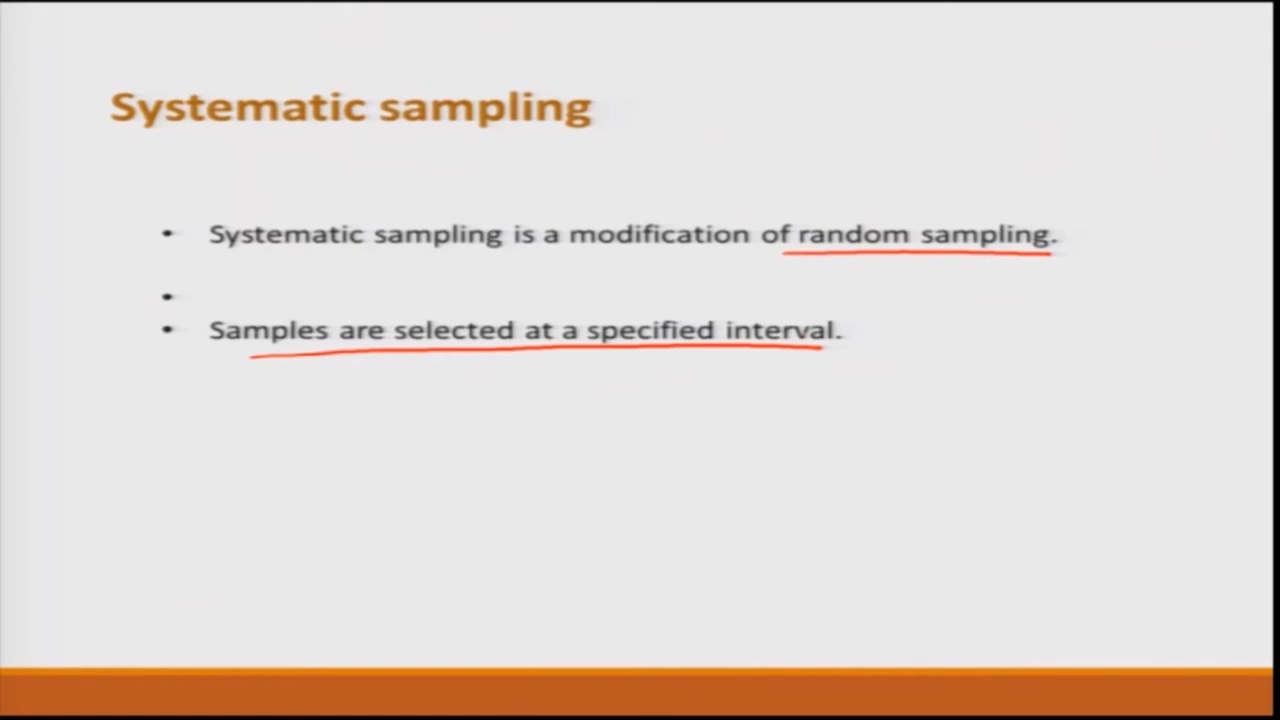 Systematic sampling
• Systematic sampling is a modification of random sampling.
•
• Samples are selected at a specified interval.